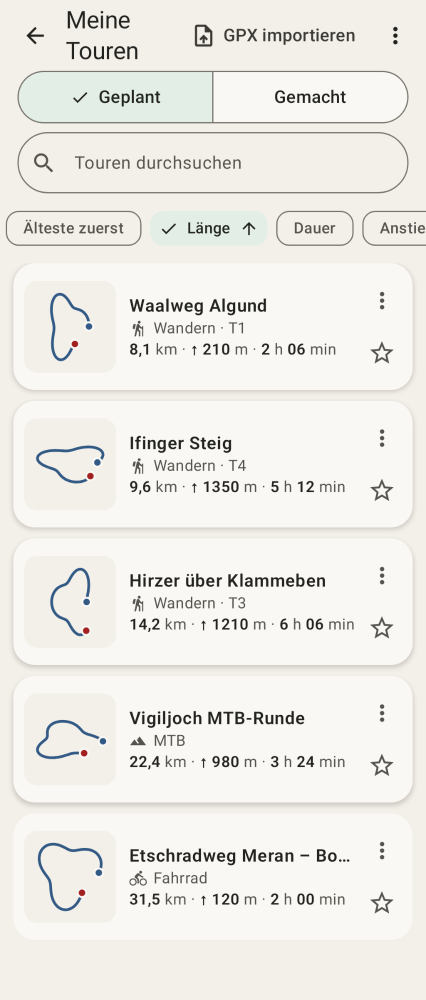 Meine
Touren
GPX importieren
Geplant
Gemacht
Touren durchsuchen
Älteste zuerst
Länge
Dauer
Anstie
Waalweg Algund
Wandern · T1
8,1 km · ↑ 210 m · 2 h 06 min
Ifinger Steig
Wandern · T4
9,6 km · ↑ 1350 m · 5 h 12 min
Hirzer über Klammeben
Wandern · T3
14,2 km · ↑ 1210 m · 6 h 06 min
Vigiljoch MTB-Runde
MTB
22,4 km · ↑ 980 m · 3 h 24 min
Etschradweg Meran – Bo…
Fahrrad
31,5 km · ↑ 120 m · 2 h 00 min